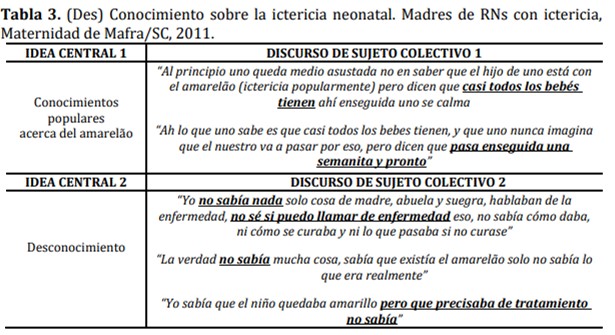 Tabla 3. (Des) Conocimiento sobre la ictericia neonatal. Madres de RNs con ictericia,
Maternidad de Mafra/SC, 2011.
IDEA CENTRAL 1
DISCURSO DE SUJETO COLECTIVO 1
Conocimientos
populares
acerca del amarelão
"Al principio uno queda medio asustada no en saber que el hijo de uno está con
el amarelão (ictericia popularmente) pero dicen que casi todos los bebés
tienen ahí enseguida uno se calma
"Ah lo que uno sabe es que casi todos los bebes tienen, y que uno nunca imagina
que el nuestro va a pasar por eso, pero dicen que pasa enseguida una
semanita y pronto"
IDEA CENTRAL 2
DISCURSO DE SUJETO COLECTIVO 2
Desconocimiento
"Yo no sabía nada solo cosa de madre, abuela y suegra, hablaban de la
enfermedad, no sé si puedo llamar de enfermedad eso, no sabía cómo daba,
ni cómo se curaba y ni lo que pasaba si no curase"
"La verdad no sabía mucha cosa, sabía que existía el amarelão solo no sabía lo
que era realmente"
"Yo sabía que el niño quedaba amarillo pero que precisaba de tratamiento
no sabía"